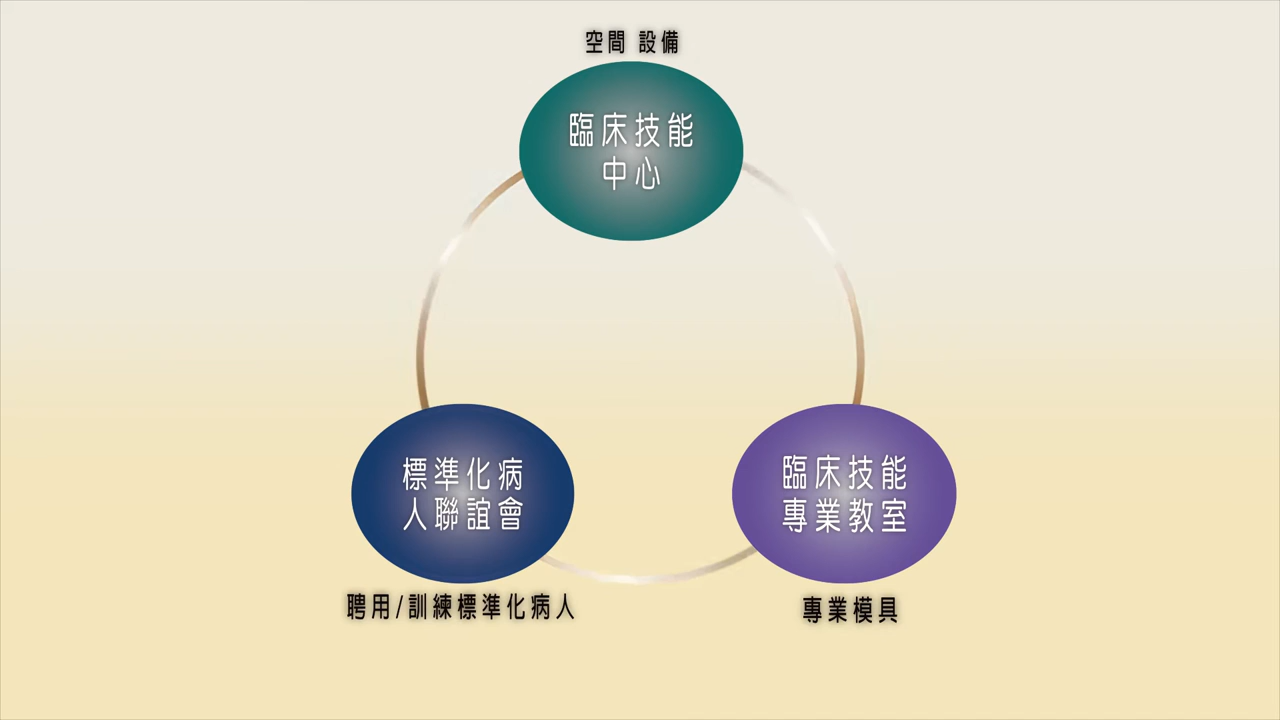 空間 設備
臨床技能
中心
標準化病
人聯誼會
聘用/訓練標準化病人
臨床技能
專業教室
專業模具